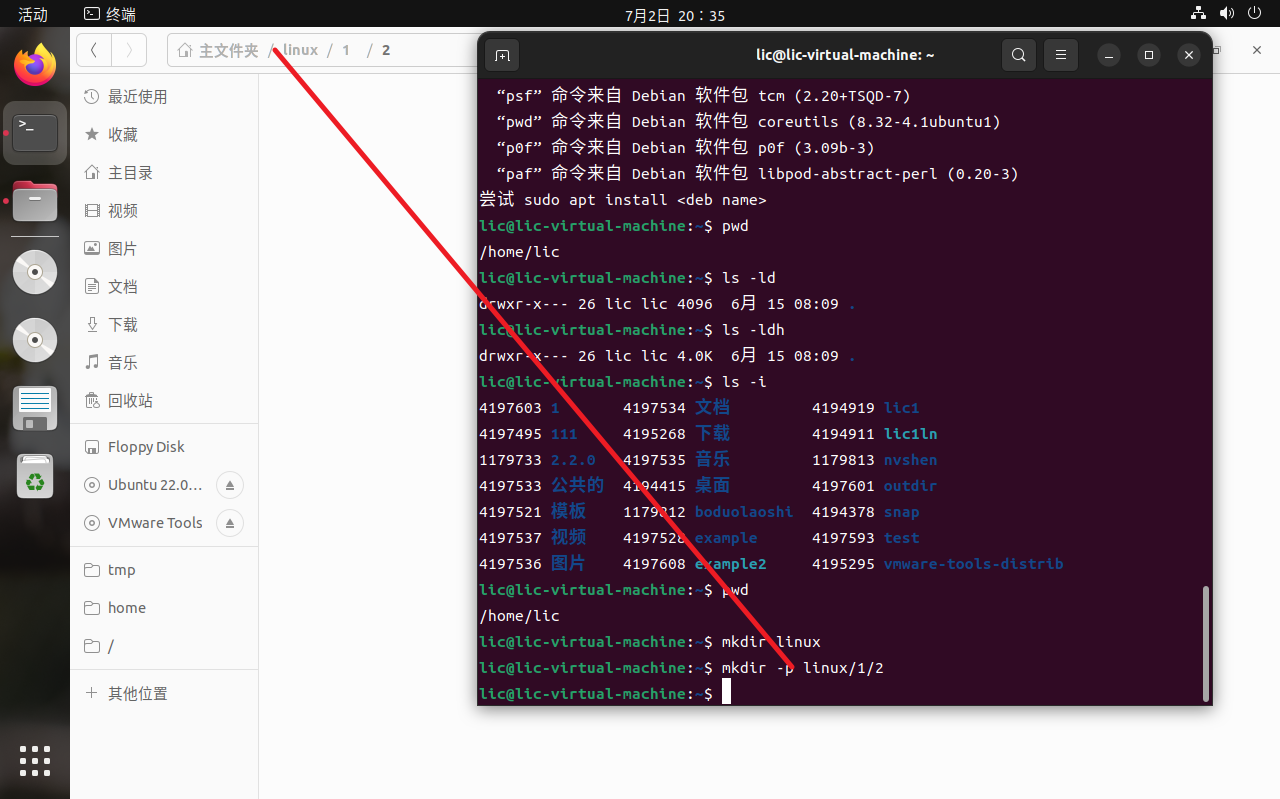 活动 终端 7月2日 20:35
主文件夹 / linux / 1 / 2
最近使用
收藏
主目录
视频
图片
文档
下载
音乐
回收站
Floppy Disk
Ubuntu 22.0…
VMware Tools
tmp
home
/
+ 其他位置
lic@lic-virtual-machine: ~
“psf” 命令来自 Debian 软件包 tcm (2.20+TSQD-7)
“pwd” 命令来自 Debian 软件包 coreutils (8.32-4.1ubuntu1)
“p0f” 命令来自 Debian 软件包 p0f (3.09b-3)
“paf” 命令来自 Debian 软件包 libpod-abstract-perl (0.20-3)
尝试 sudo apt install <deb name>
lic@lic-virtual-machine:~$ pwd
/home/lic
lic@lic-virtual-machine:~$ ls -ld
drwxr-x--- 26 lic lic 4096 6月 15 08:09 .
lic@lic-virtual-machine:~$ ls -ldh
drwxr-x--- 26 lic lic 4.0K 6月 15 08:09 .
lic@lic-virtual-machine:~$ ls -i
4197603 1 4197534 文档 4194919 lic1
4197495 111 4195268 下载 4194911 lic1ln
1179733 2.2.0 4197535 音乐 1179813 nvshen
4197533 公共的 4194415 桌面 4197601 outdir
4197521 模板 1179812 boduolaoshi 4194378 snap
4197537 视频 4197528 example 4197593 test
4197536 图片 4197608 example2 4195295 vmware-tools-distrib
lic@lic-virtual-machine:~$ pwd
/home/lic
lic@lic-virtual-machine:~$ mkdir linux
lic@lic-virtual-machine:~$ mkdir -p linux/1/2
lic@lic-virtual-machine:~$